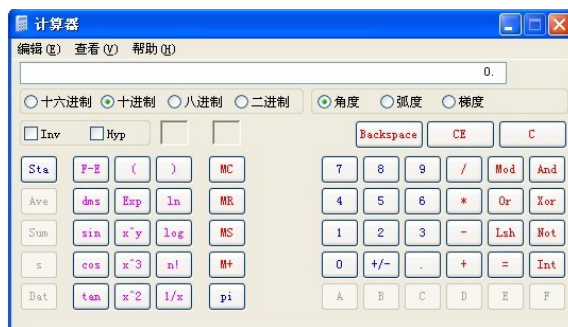 计算器
编辑(E) 查看(V) 帮助(H)
0.
十六进制 十进制 八进制 二进制 角度 弧度 梯度
Inv Hyp Backspace CE C
Sta F-E ( ) MC 7 8 9 / Mod And
Ave dms Exp ln MR 4 5 6 * Or Xor
Sum sin x^y log MS 1 2 3 - Lsh Not
s cos x^3 n! M+ 0 +/- . + = Int
Dat tan x^2 1/x pi A B C D E F